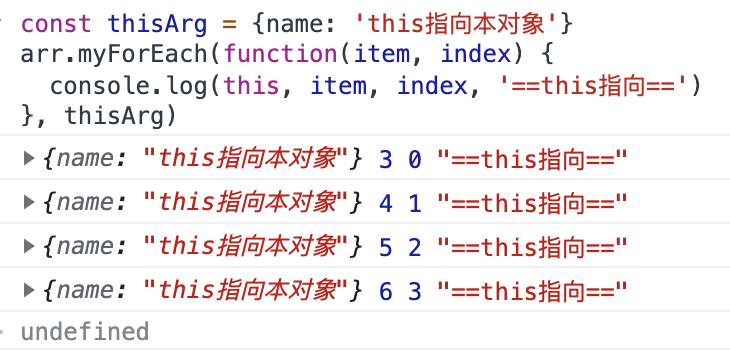 const thisArg = {name: 'this指向本对象'}
arr.myForEach(function(item, index) {
  console.log(this, item, index, '==this指向==')
}, thisArg)
▶{name: "this指向本对象"} 3 0 "==this指向=="
▶{name: "this指向本对象"} 4 1 "==this指向=="
▶{name: "this指向本对象"} 5 2 "==this指向=="
▶{name: "this指向本对象"} 6 3 "==this指向=="
undefined